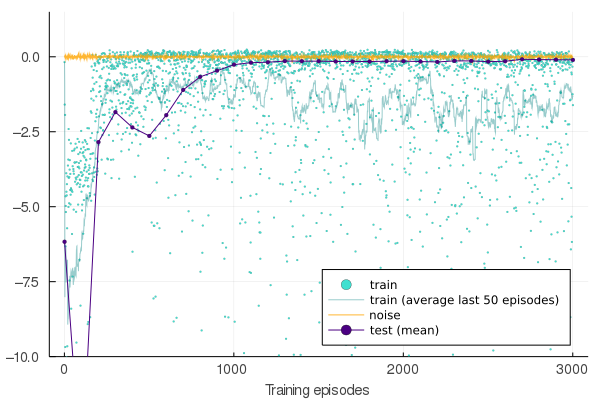 0.0
−2.5
−5.0
−7.5
−10.0
train
train (average last 50 episodes)
noise
test (mean)
0 1000 2000 3000
Training episodes